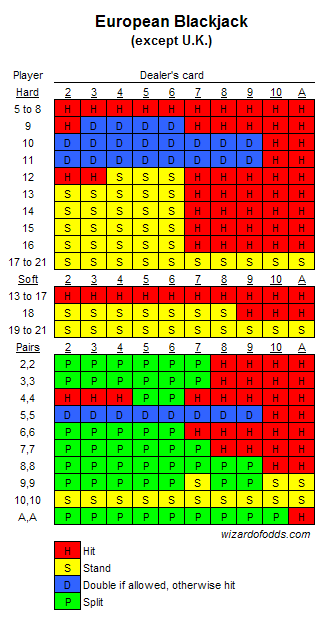 European Blackjack
(except U.K.)
Player Dealer's card
Hard 2 3 4 5 6 7 8 9 10 A
5 to 8 H H H H H H H H H H
9 H D D D D H H H H H
10 D D D D D D D D H H
11 D D D D D D D D H H
12 H H S S S H H H H H
13 S S S S S H H H H H
14 S S S S S H H H H H
15 S S S S S H H H H H
16 S S S S S H H H H H
17 to 21 S S S S S S S S S S
Soft 2 3 4 5 6 7 8 9 10 A
13 to 17 H H H H H H H H H H
18 S S S S S S S H H H
19 to 21 S S S S S S S S S S
Pairs 2 3 4 5 6 7 8 9 10 A
2,2 P P P P P P H H H H
3,3 P P P P P P H H H H
4,4 H H H P P H H H H H
5,5 D D D D D D D D H H
6,6 P P P P P H H H H H
7,7 P P P P P P H H H H
8,8 P P P P P P P P H H
9,9 P P P P P S P P S S
10,10 S S S S S S S S S S
A,A P P P P P P P P P H
wizardofodds.com
H Hit
S Stand
D Double if allowed, otherwise hit
P Split